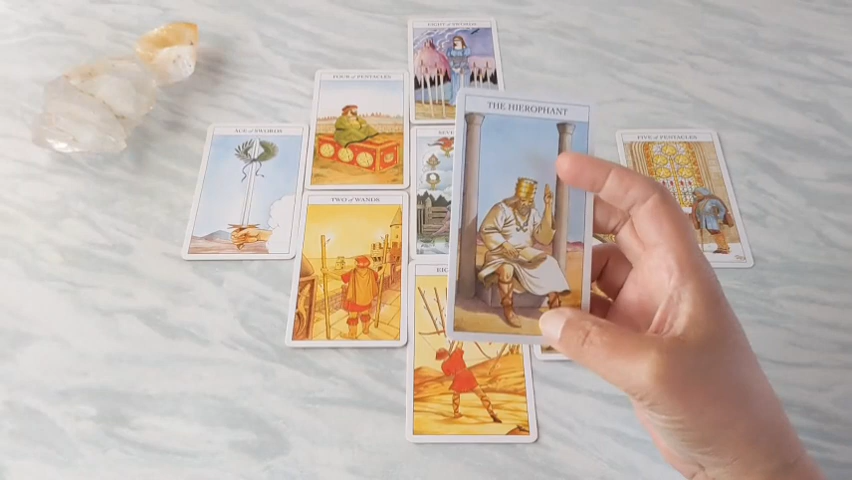 EIGHT of SWORDS
FOUR of PENTACLES
THE HIEROPHANT
ACE of SWORDS
FIVE of PENTACLES
TWO of WANDS